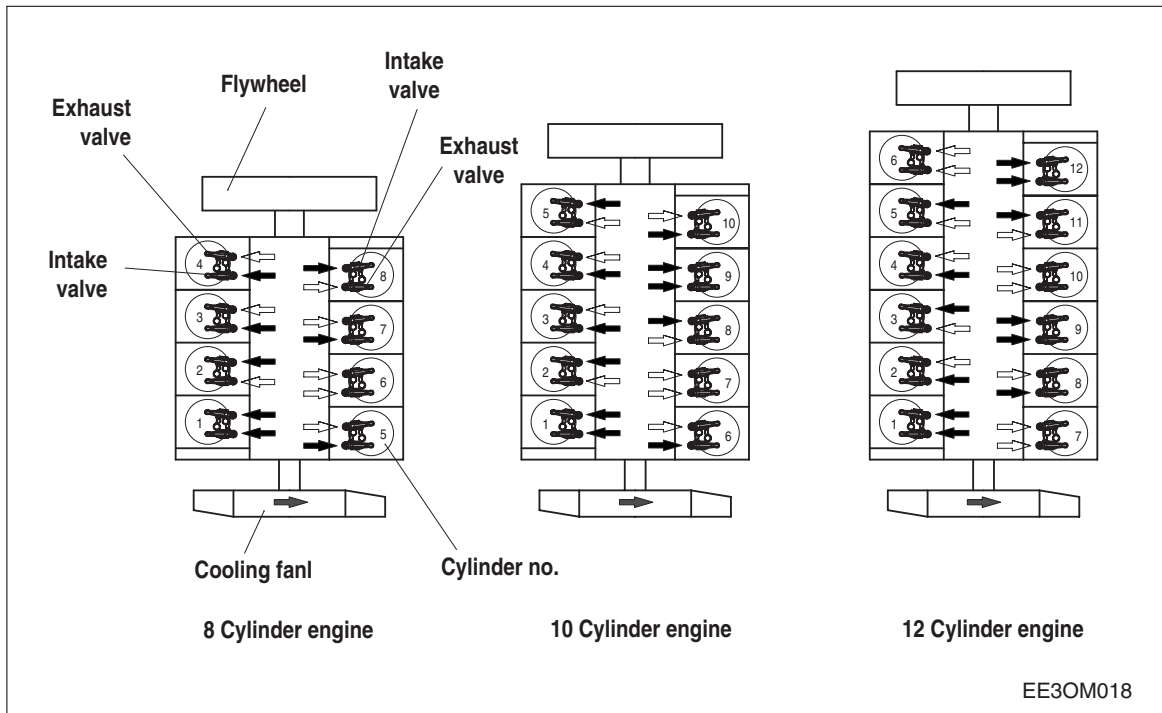 Flywheel
Intake
valve
Exhaust
valve
Exhaust
valve
Intake
valve
4
3
2
1
8
7
6
5
5
4
3
2
1
10
9
8
7
6
6
5
4
3
2
1
12
11
10
9
8
7
Cooling fanl
Cylinder no.
8 Cylinder engine
10 Cylinder engine
12 Cylinder engine
EE3OM018